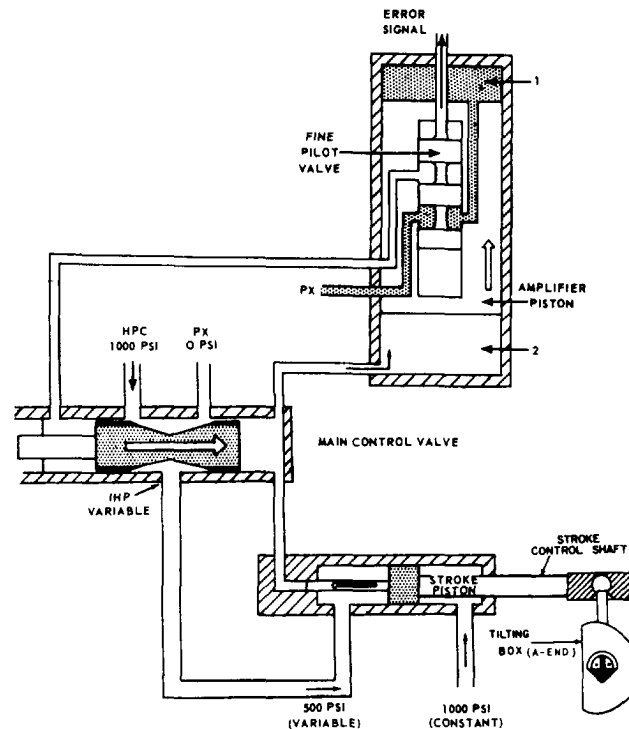 ERROR
SIGNAL
1
FINE
PILOT
VALVE
PX
AMPLIFIER
PISTON
2
HPC
1000 PSI
PX
0 PSI
MAIN CONTROL VALVE
IHP
VARIABLE
STROKE
CONTROL SHAFT
STROKE
PISTON
TILTING
BOX (A-END)
500 PSI
(VARIABLE)
1000 PSI
(CONSTANT)